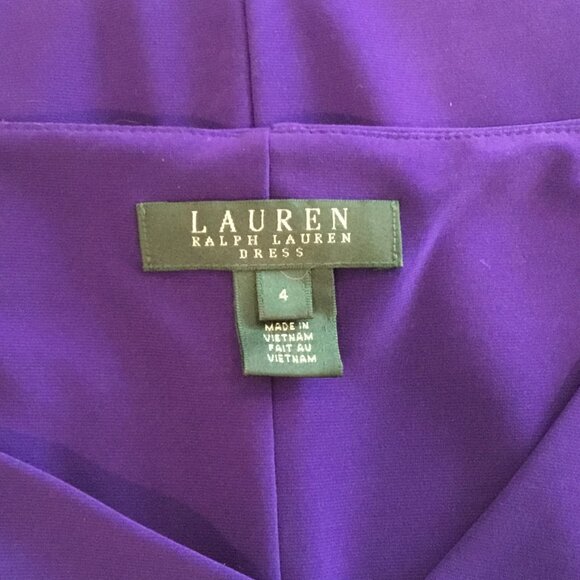 LAUREN
RALPH LAUREN
DRESS
4
MADE IN
VIETNAM
FAIT AU
VIETNAM